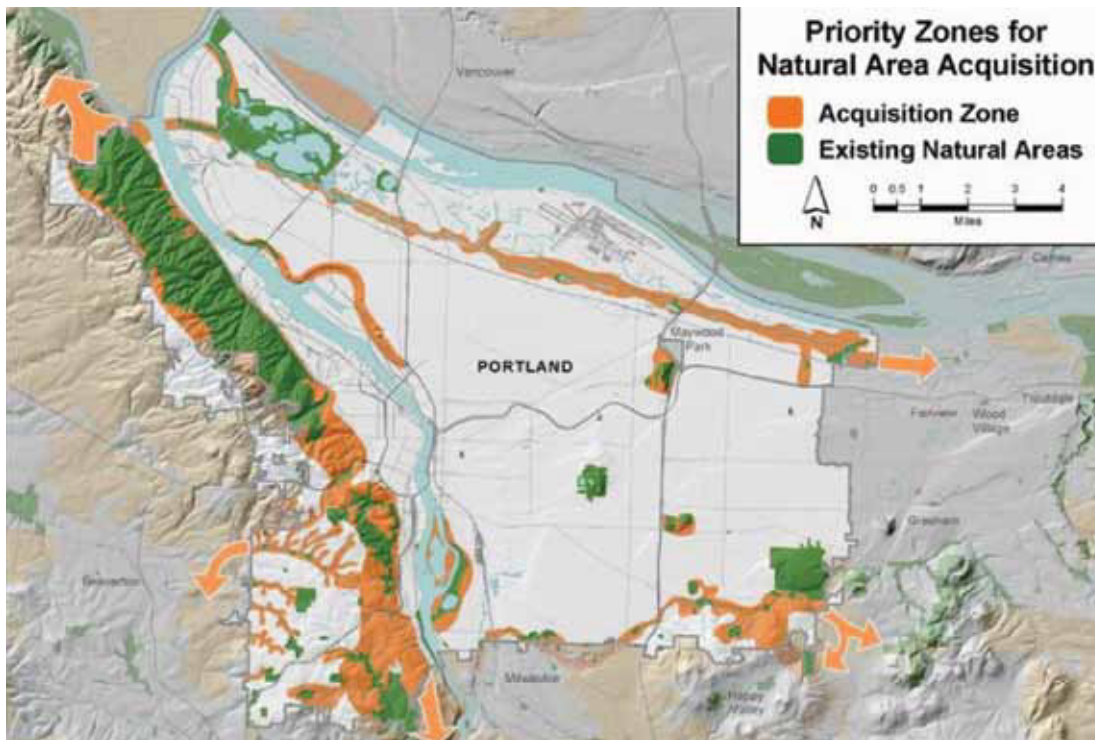 Priority Zones for
Natural Area Acquisition
Acquisition Zone
Existing Natural Areas
N
0 0.5 1 2 3 4
Miles
Vancouver
Camas
Maywood
Park
PORTLAND
Fairview
Wood
Village
Troutdale
Gresham
Beaverton
Milwaukie
Happy
Valley